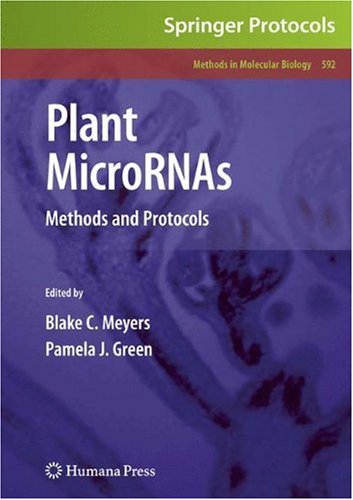 Springer Protocols
Methods in Molecular Biology 592
Plant
MicroRNAs
Methods and Protocols
Edited by
Blake C. Meyers
Pamela J. Green
Humana Press